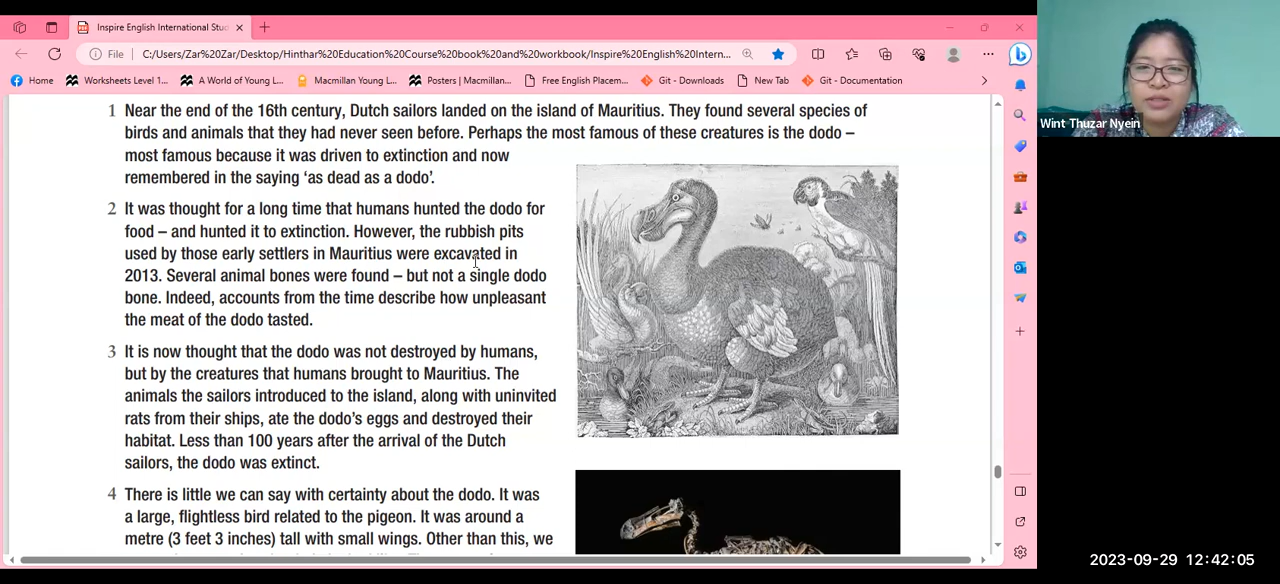 Inspire English International Stu
File
C:/Users/Zar%20Zar/Desktop/Hinthar%20Education%20Course%20book%20and%20workbook/Inspire%20English%20Intern...
Home
Worksheets Level 1...
A World of Young L...
Macmillan Young L...
Posters | Macmillan...
Free English Placem...
Git - Downloads
New Tab
Git - Documentation
Wint Thuzar Nyein
1 Near the end of the 16th century, Dutch sailors landed on the island of Mauritius. They found several species of
birds and animals that they had never seen before. Perhaps the most famous of these creatures is the dodo –
most famous because it was driven to extinction and now
remembered in the saying ‘as dead as a dodo’.
2 It was thought for a long time that humans hunted the dodo for
food – and hunted it to extinction. However, the rubbish pits
used by those early settlers in Mauritius were excavated in
2013. Several animal bones were found – but not a single dodo
bone. Indeed, accounts from the time describe how unpleasant
the meat of the dodo tasted.
3 It is now thought that the dodo was not destroyed by humans,
but by the creatures that humans brought to Mauritius. The
animals the sailors introduced to the island, along with uninvited
rats from their ships, ate the dodo’s eggs and destroyed their
habitat. Less than 100 years after the arrival of the Dutch
sailors, the dodo was extinct.
4 There is little we can say with certainty about the dodo. It was
a large, flightless bird related to the pigeon. It was around a
metre (3 feet 3 inches) tall with small wings. Other than this, we
2023-09-29 12:42:05